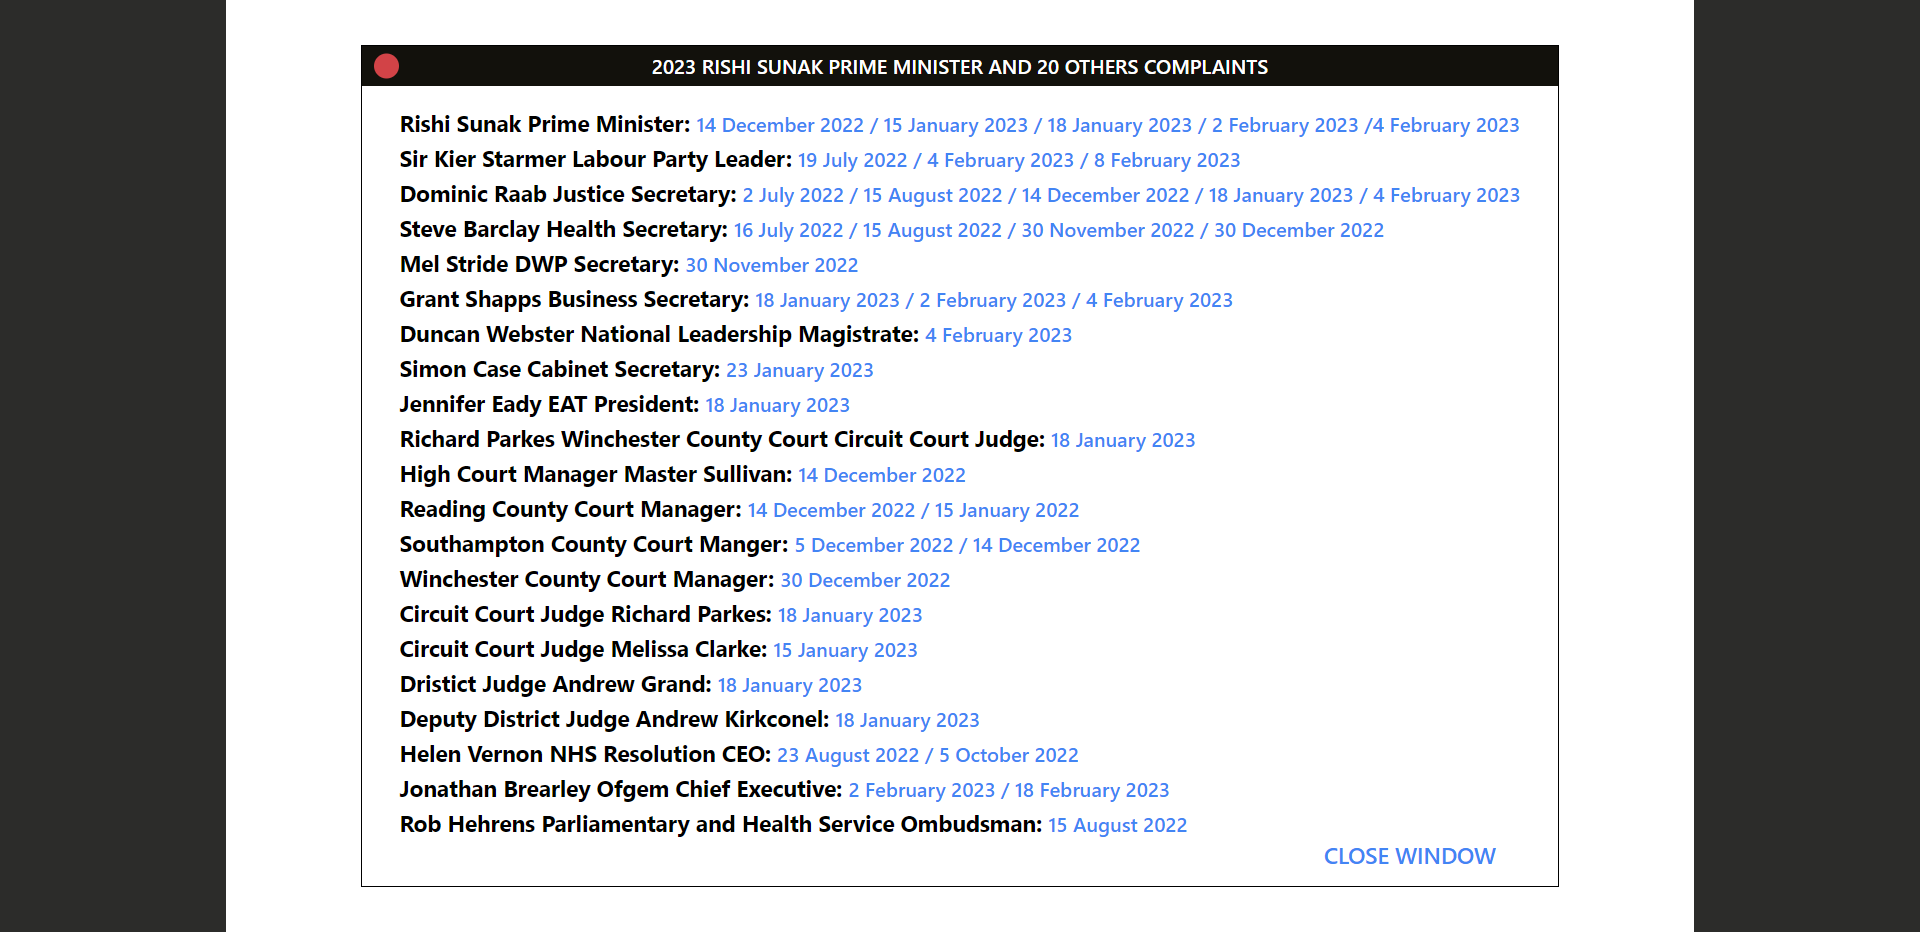 2023 RISHI SUNAK PRIME MINISTER AND 20 OTHERS COMPLAINTS
Rishi Sunak Prime Minister: 14 December 2022 / 15 January 2023 / 18 January 2023 / 2 February 2023 /4 February 2023
Sir Kier Starmer Labour Party Leader: 19 July 2022 / 4 February 2023 / 8 February 2023
Dominic Raab Justice Secretary: 2 July 2022 / 15 August 2022 / 14 December 2022 / 18 January 2023 / 4 February 2023
Steve Barclay Health Secretary: 16 July 2022 / 15 August 2022 / 30 November 2022 / 30 December 2022
Mel Stride DWP Secretary: 30 November 2022
Grant Shapps Business Secretary: 18 January 2023 / 2 February 2023 / 4 February 2023
Duncan Webster National Leadership Magistrate: 4 February 2023
Simon Case Cabinet Secretary: 23 January 2023
Jennifer Eady EAT President: 18 January 2023
Richard Parkes Winchester County Court Circuit Court Judge: 18 January 2023
High Court Manager Master Sullivan: 14 December 2022
Reading County Court Manager: 14 December 2022 / 15 January 2022
Southampton County Court Manger: 5 December 2022 / 14 December 2022
Winchester County Court Manager: 30 December 2022
Circuit Court Judge Richard Parkes: 18 January 2023
Circuit Court Judge Melissa Clarke: 15 January 2023
Dristict Judge Andrew Grand: 18 January 2023
Deputy District Judge Andrew Kirkconel: 18 January 2023
Helen Vernon NHS Resolution CEO: 23 August 2022 / 5 October 2022
Jonathan Brearley Ofgem Chief Executive: 2 February 2023 / 18 February 2023
Rob Hehrens Parliamentary and Health Service Ombudsman: 15 August 2022
CLOSE WINDOW